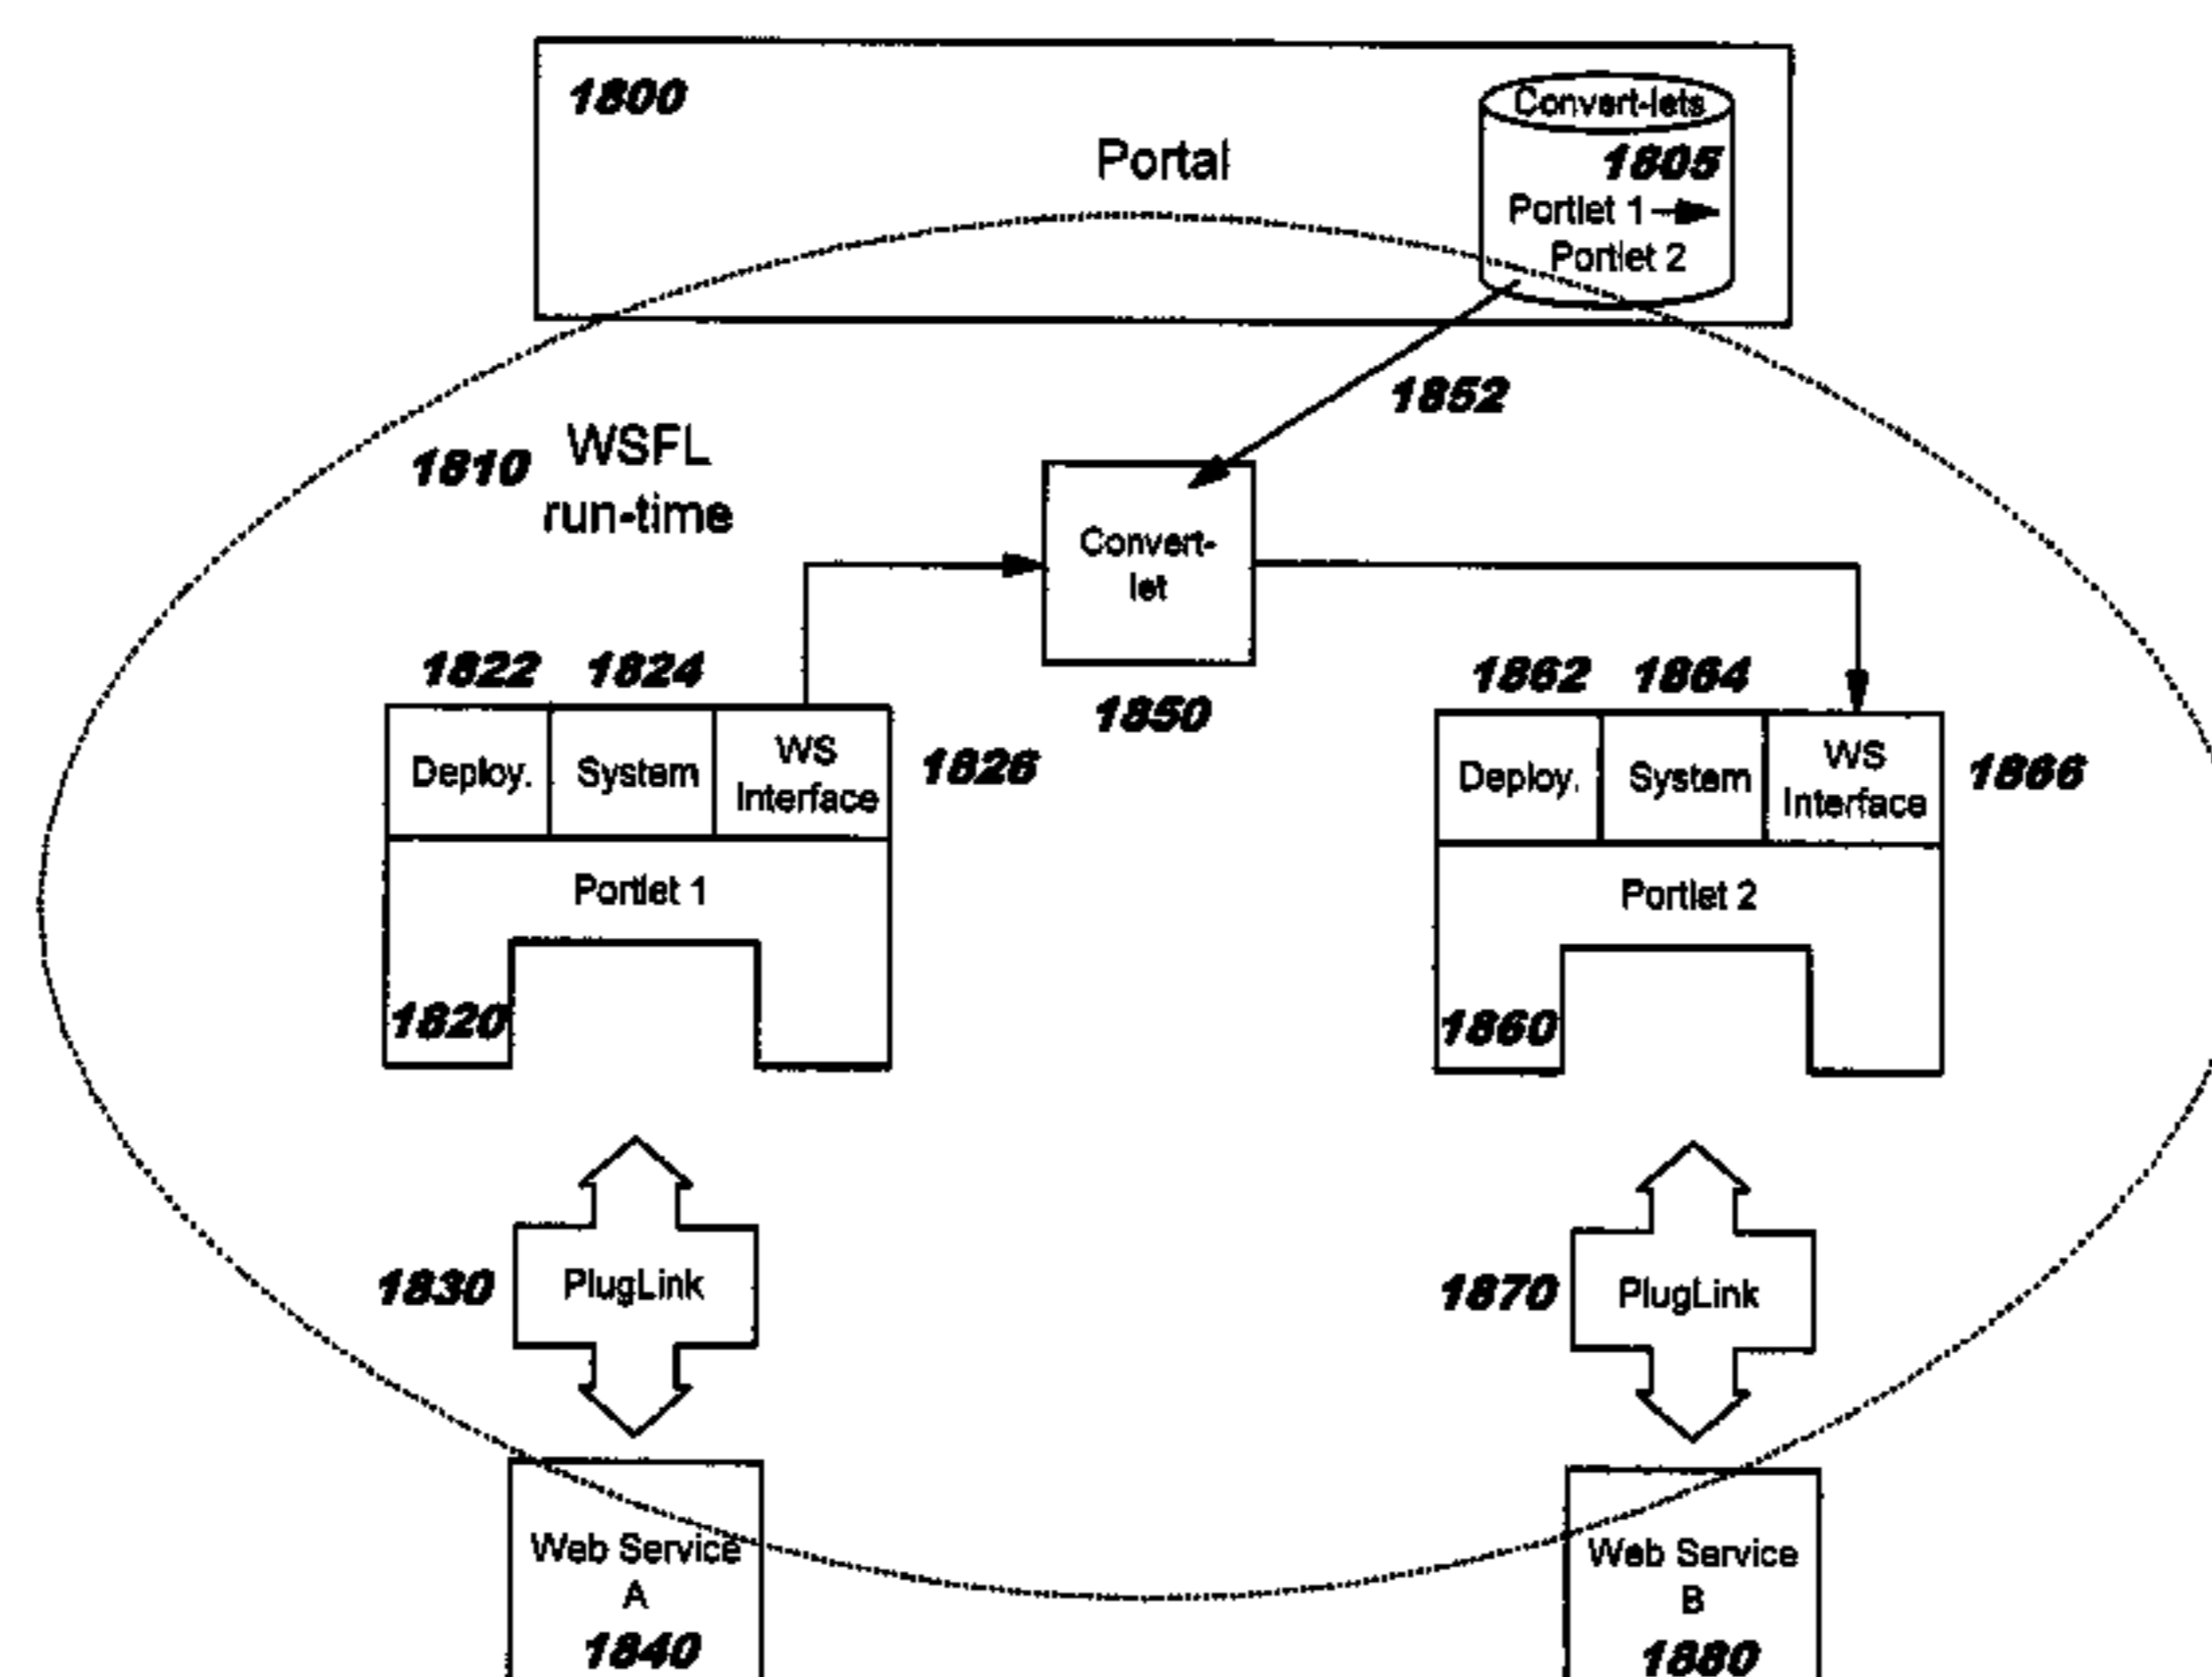 1800
Portal
Convert-lets
1805
Portlet 1
Portlet 2
1852
1810
WSFL
run-time
Convert-
let
1850
1822
1824
Deploy.
System
WS
Interface
1826
Portlet 1
1820
1862
1864
Deploy.
System
WS
Interface
1866
Portlet 2
1860
1830
PlugLink
1870
PlugLink
Web Service
A
1840
Web Service
B
1880